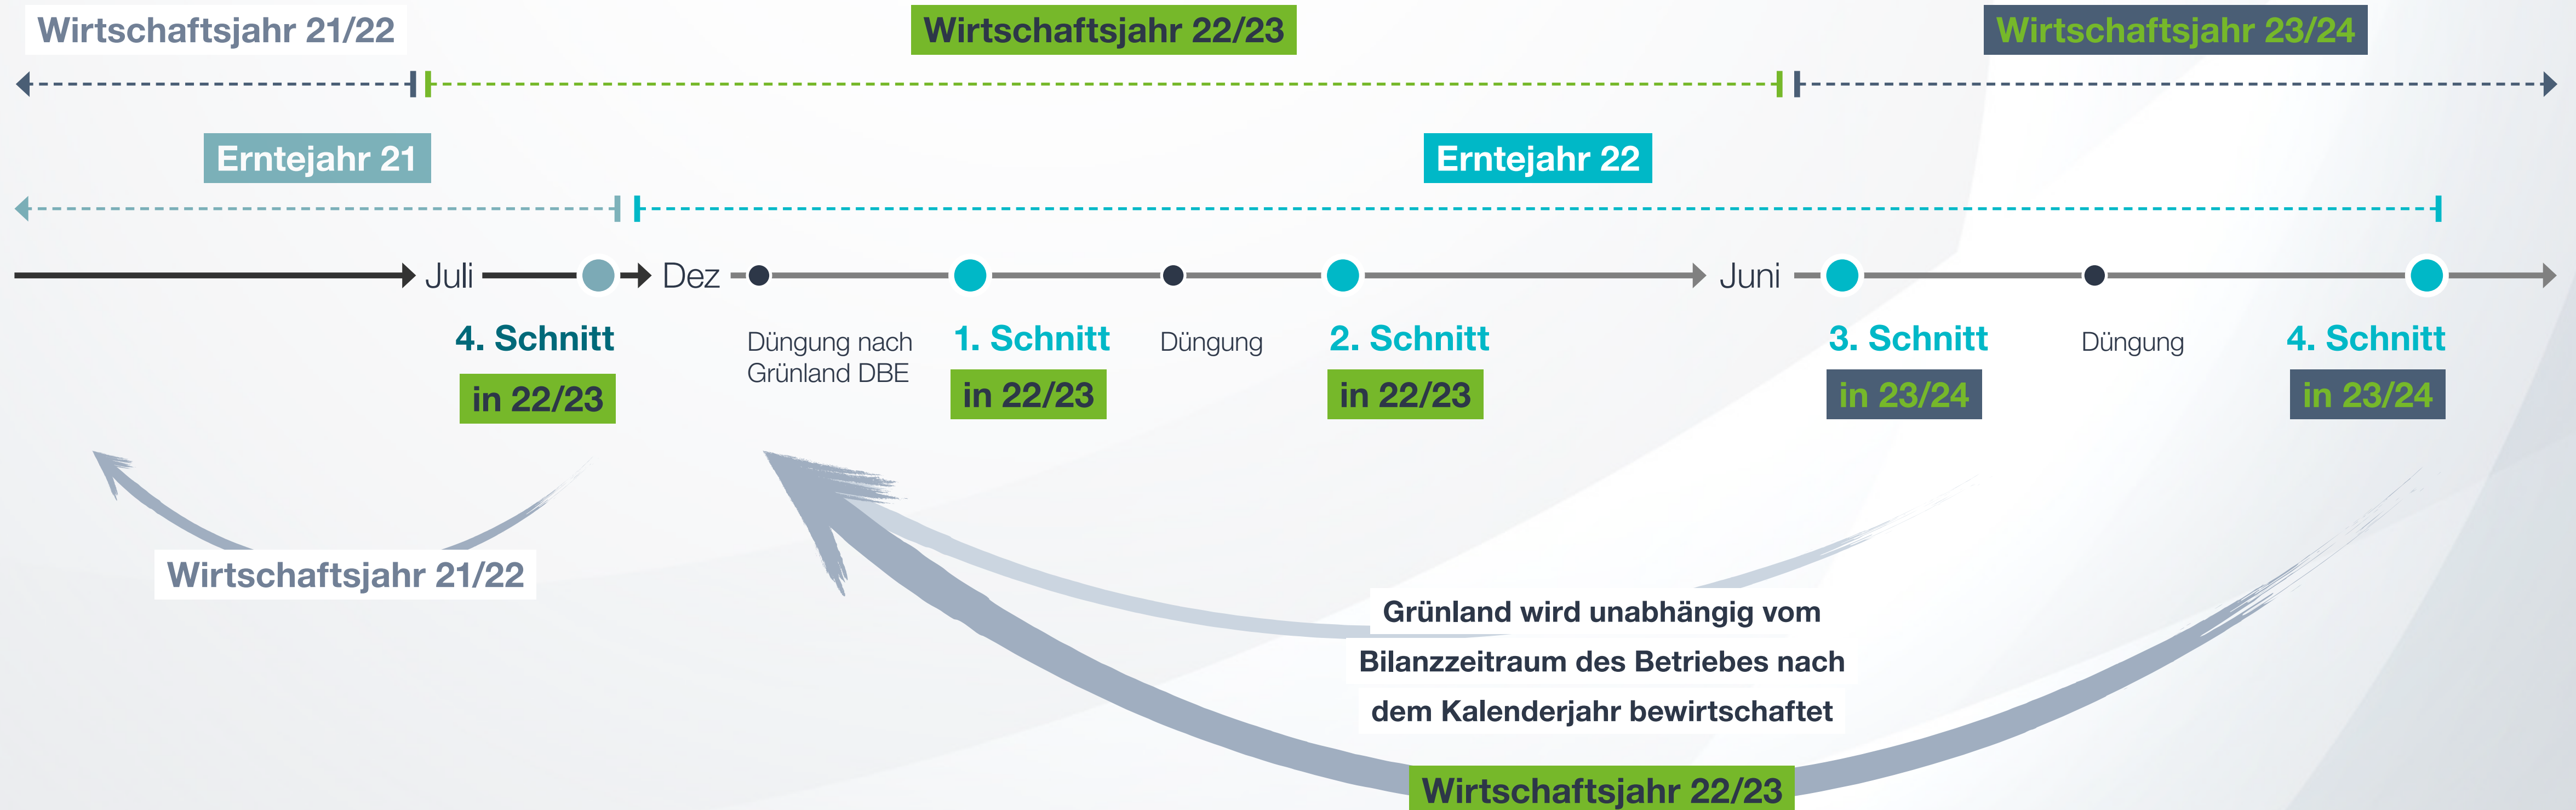 Wirtschaftsjahr 21/22
Wirtschaftsjahr 22/23
Wirtschaftsjahr 23/24
Erntejahr 21
Erntejahr 22
Juli
Dez
Juni
4. Schnitt
in 22/23
Düngung nach
Grünland DBE
1. Schnitt
in 22/23
Düngung
2. Schnitt
in 22/23
3. Schnitt
in 23/24
Düngung
4. Schnitt
in 23/24
Wirtschaftsjahr 21/22
Grünland wird unabhängig vom
Bilanzzeitraum des Betriebes nach
dem Kalenderjahr bewirtschaftet
Wirtschaftsjahr 22/23